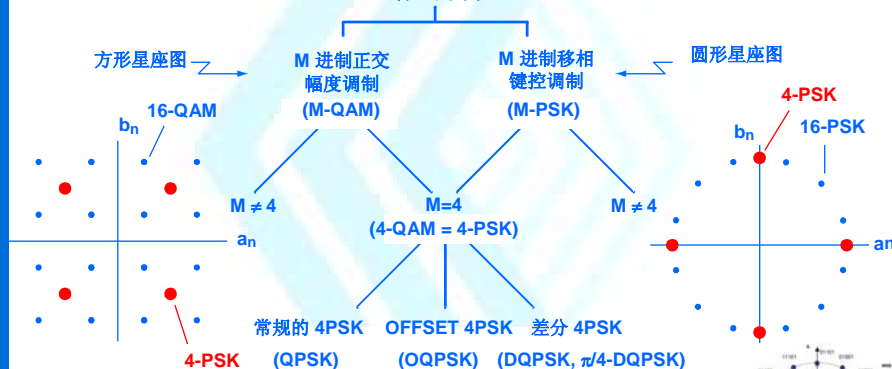 方形星座图
M 进制正交
幅度调制
(M-QAM)
M 进制移相
键控调制
(M-PSK)
圆形星座图
16-QAM
bn
an
4-PSK
M ≠ 4
M=4
(4-QAM = 4-PSK)
M ≠ 4
4-PSK
16-PSK
bn
an
常规的 4PSK
(QPSK)
OFFSET 4PSK
(OQPSK)
差分 4PSK
(DQPSK, π/4-DQPSK)